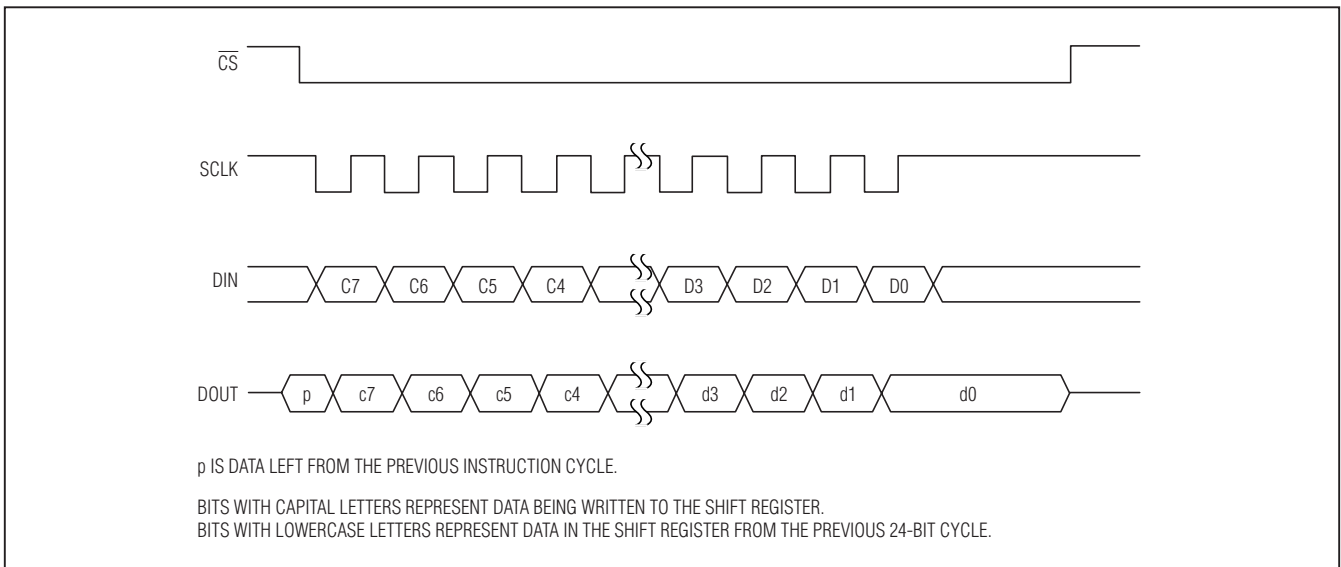 CS
SCLK
DIN C7 C6 C5 C4 D3 D2 D1 D0
DOUT p c7 c6 c5 c4 d3 d2 d1 d0
p IS DATA LEFT FROM THE PREVIOUS INSTRUCTION CYCLE.
BITS WITH CAPITAL LETTERS REPRESENT DATA BEING WRITTEN TO THE SHIFT REGISTER.
BITS WITH LOWERCASE LETTERS REPRESENT DATA IN THE SHIFT REGISTER FROM THE PREVIOUS 24-BIT CYCLE.